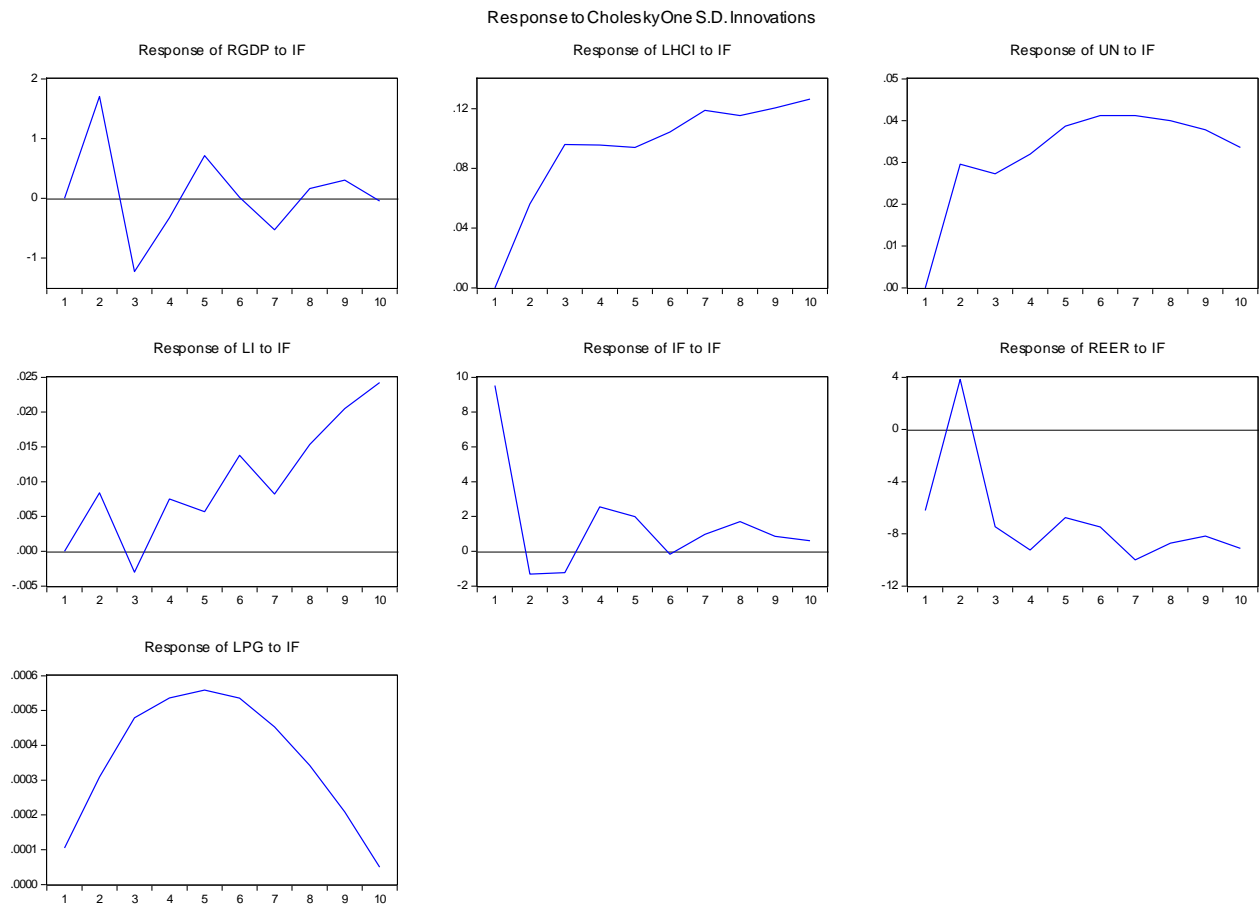 Response to Cholesky One S.D. Innovations
Response of RGDP to IF
2
1
0
-1
1 2 3 4 5 6 7 8 9 10
Response of LHCI to IF
.12
.08
.04
.00
1 2 3 4 5 6 7 8 9 10
Response of UN to IF
.05
.04
.03
.02
.01
.00
1 2 3 4 5 6 7 8 9 10
Response of LI to IF
.025
.020
.015
.010
.005
.000
-.005
1 2 3 4 5 6 7 8 9 10
Response of IF to IF
10
8
6
4
2
0
-2
1 2 3 4 5 6 7 8 9 10
Response of REER to IF
4
0
-4
-8
-12
1 2 3 4 5 6 7 8 9 10
Response of LPG to IF
.0006
.0005
.0004
.0003
.0002
.0001
.0000
1 2 3 4 5 6 7 8 9 10